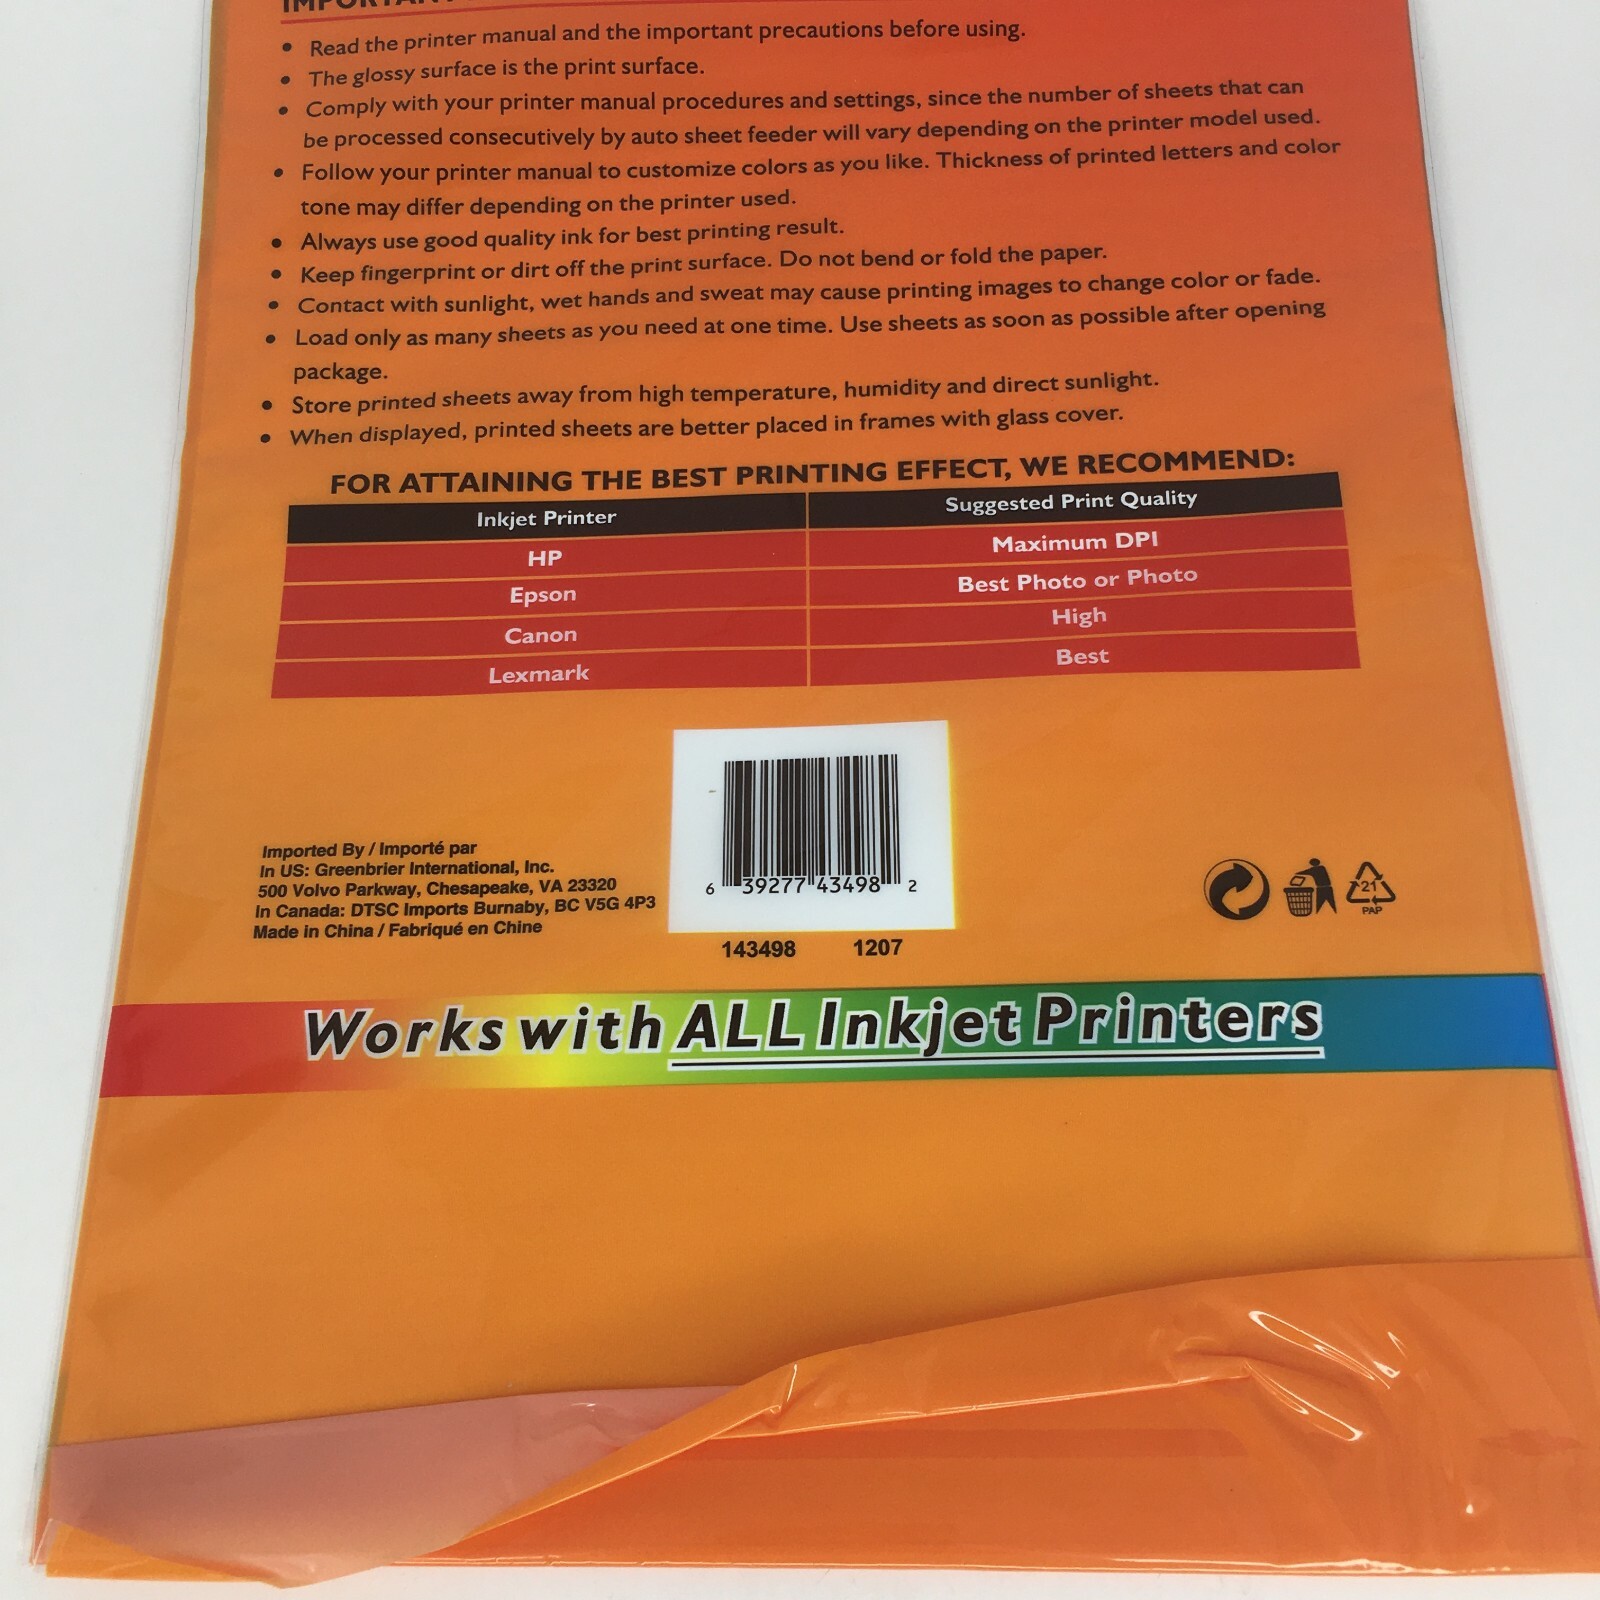 • Read the printer manual and the important precautions before using.
• The glossy surface is the print surface.
• Comply with your printer manual procedures and settings, since the number of sheets that can
be processed consecutively by auto sheet feeder will vary depending on the printer model used.
• Follow your printer manual to customize colors as you like. Thickness of printed letters and color
tone may differ depending on the printer used.
• Always use good quality ink for best printing result.
• Keep fingerprint or dirt off the print surface. Do not bend or fold the paper.
• Contact with sunlight, wet hands and sweat may cause printing images to change color or fade.
• Load only as many sheets as you need at one time. Use sheets as soon as possible after opening
package.
• Store printed sheets away from high temperature, humidity and direct sunlight.
• When displayed, printed sheets are better placed in frames with glass cover.
FOR ATTAINING THE BEST PRINTING EFFECT, WE RECOMMEND:
Inkjet Printer Suggested Print Quality
HP Maximum DPI
Epson Best Photo or Photo
Canon High
Lexmark Best
Imported By / Importé par
In US: Greenbrier International, Inc.
500 Volvo Parkway, Chesapeake, VA 23320
In Canada: DTSC Imports Burnaby, BC V5G 4P3
Made in China / Fabriqué en Chine
6 39277 43498 2
143498 1207
21
PAP
Works with ALL Inkjet Printers